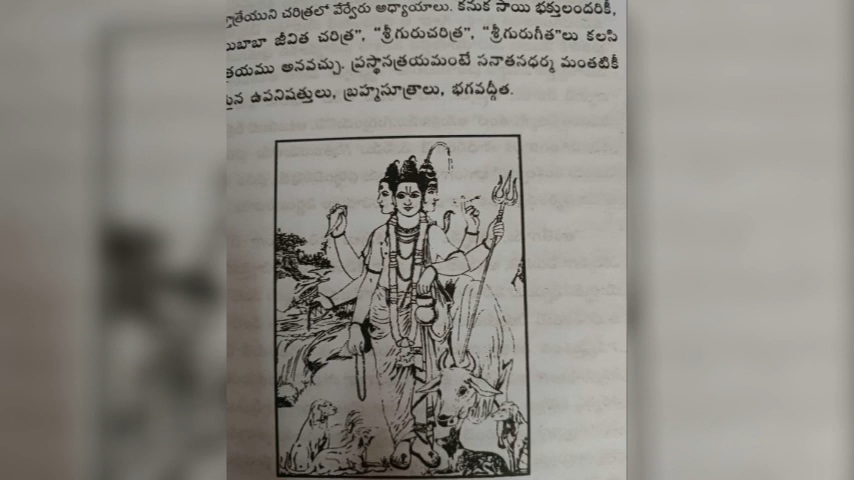 చరిత్రలో వేర్వేరు అధ్యాయాలు. కనుక సాయి భక్తులందరికీ,
జీవిత చరిత్ర”, “శ్రీగురుచరిత్ర”, “శ్రీగురుగీత”లు కలసి
త్రయము అనవచ్చు. ప్రస్థానత్రయమంటే సనాతనధర్మ మంతటికీ
ఉపనిషత్తులు, బ్రహ్మసూత్రాలు, భగవద్గీత.